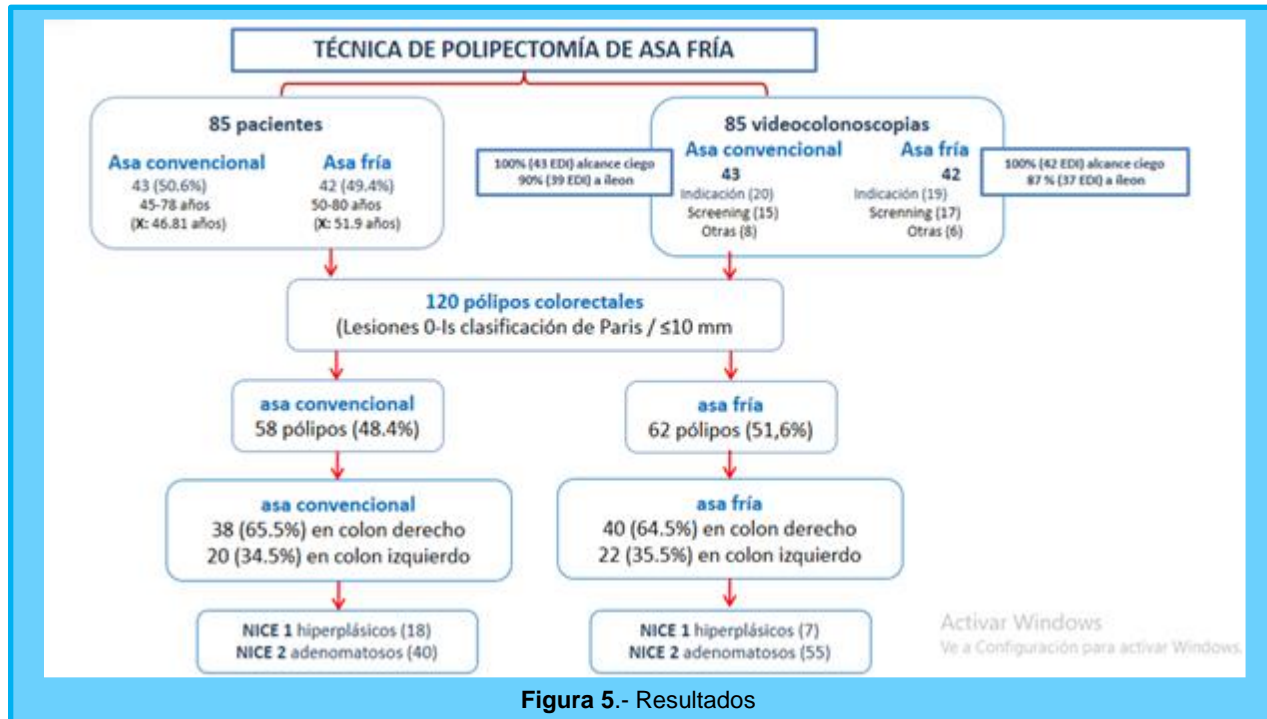 TÉCNICA DE POLIPECTOMÍA DE ASA FRÍA
85 pacientes
Asa convencional
43 (50.6%)
45-78 años
(X: 46.81 años)
Asa fría
42 (49.4%)
50-80 años
(X: 51.9 años)
85 videocolonoscopias
100% (43 EDI) alcance ciego
90% (39 EDI) a íleon
Asa convencional
43
Indicación (20)
Screening (15)
Otras (8)
Asa fría
42
Indicación (19)
Screnning (17)
Otras (6)
100% (42 EDI) alcance ciego
87 % (37 EDI) a íleon
120 pólipos colorectales
(Lesiones 0-Is clasificación de Paris / ≤10 mm
asa convencional
58 pólipos (48.4%)
asa fría
62 pólipos (51,6%)
asa convencional
38 (65.5%) en colon derecho
20 (34.5%) en colon izquierdo
asa fría
40 (64.5%) en colon derecho
22 (35.5%) en colon izquierdo
NICE 1 hiperplásicos (18)
NICE 2 adenomatosos (40)
NICE 1 hiperplásicos (7)
NICE 2 adenomatosos (55)
Activar Windows
Ve a Configuración para activar Windows.
Figura 5.- Resultados